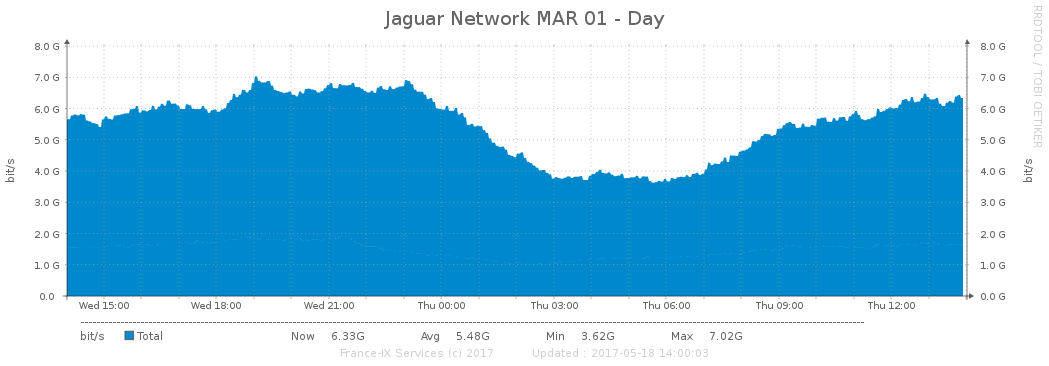 Jaguar Network MAR 01 - Day
RRDTOOL / TOBI OETIKER
8.0 G 8.0 G
7.0 G 7.0 G
6.0 G 6.0 G
5.0 G 5.0 G
4.0 G 4.0 G
3.0 G 3.0 G
2.0 G 2.0 G
1.0 G 1.0 G
0.0 0.0 G
bit/s bit/s
Wed 15:00 Wed 18:00 Wed 21:00 Thu 00:00 Thu 03:00 Thu 06:00 Thu 09:00 Thu 12:00
bit/s Total Now 6.33G Avg 5.48G Min 3.62G Max 7.02G
France-IX Services (c) 2017 Updated : 2017-05-18 14:00:03